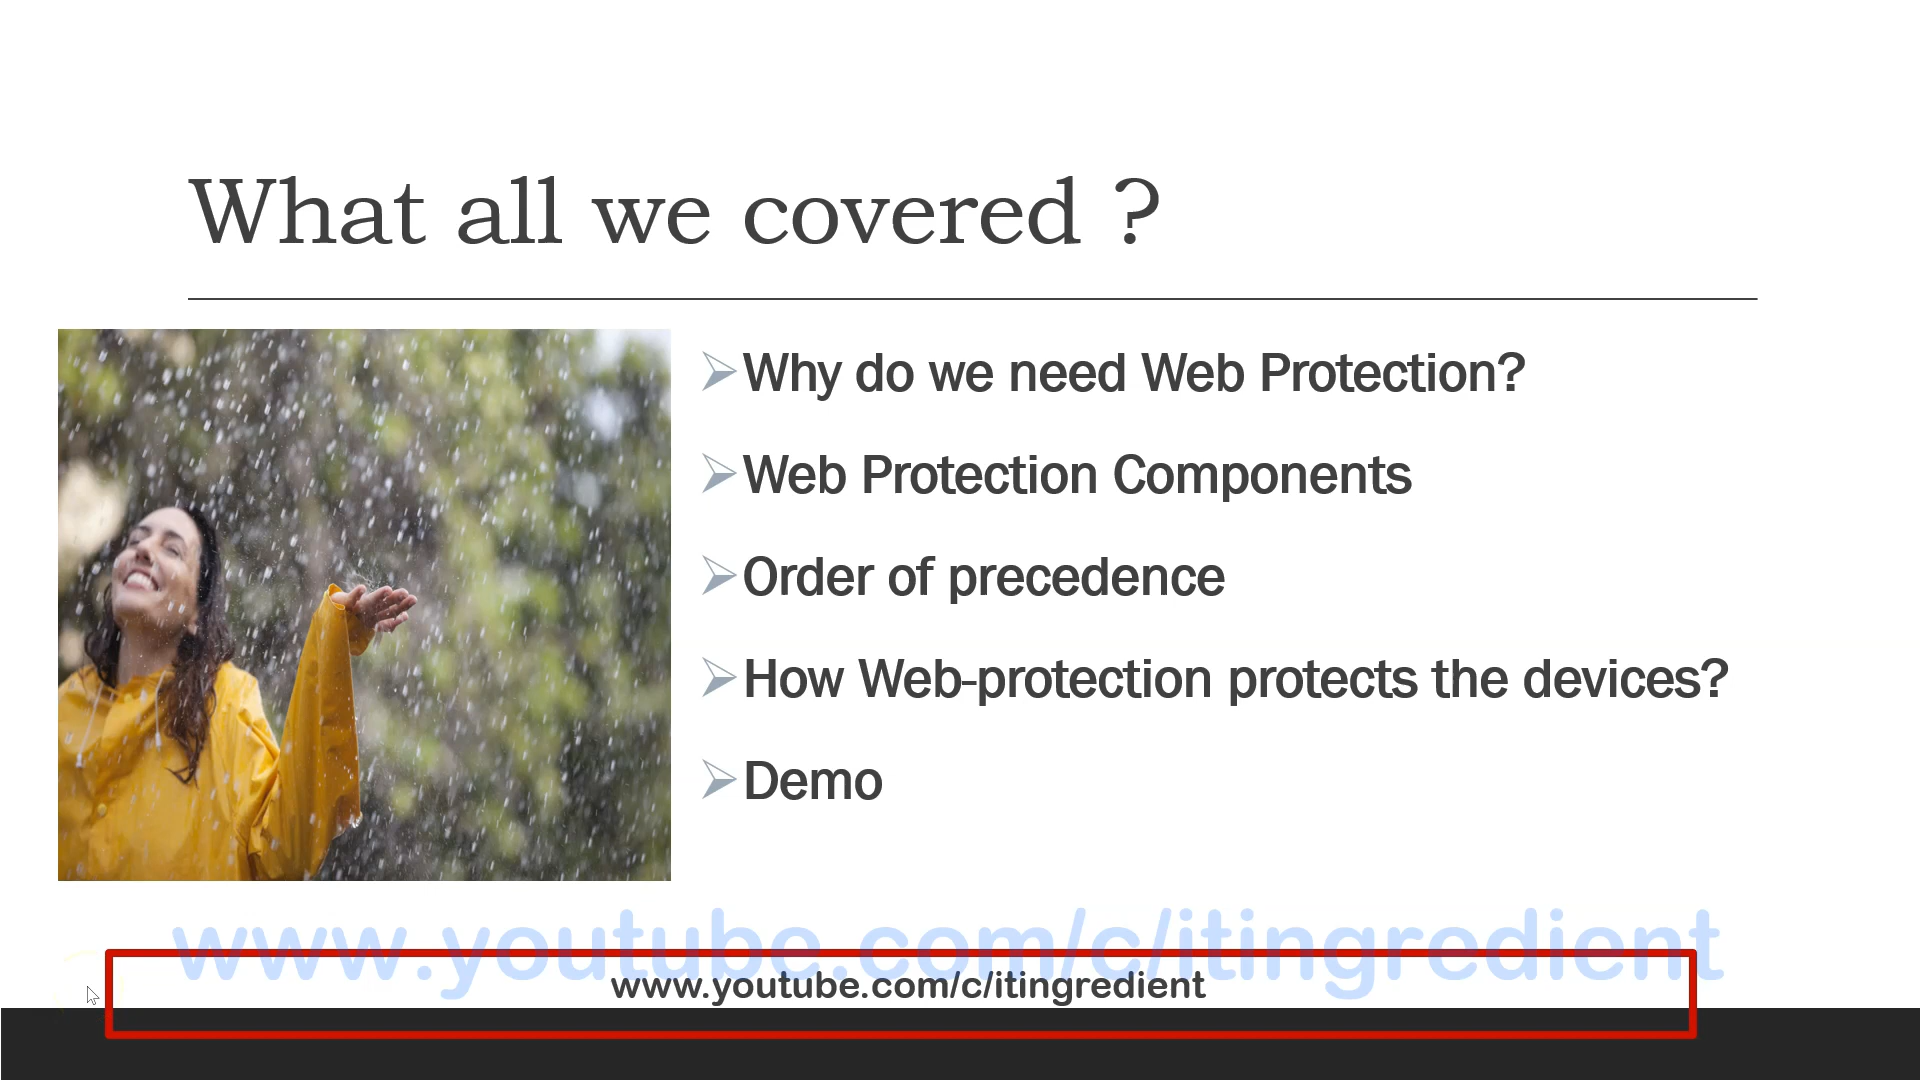 What all we covered ?
Why do we need Web Protection?
Web Protection Components
Order of precedence
How Web-protection protects the devices?
Demo
www.youtube.com/c/itingredient
www.youtube.com/c/itingredient